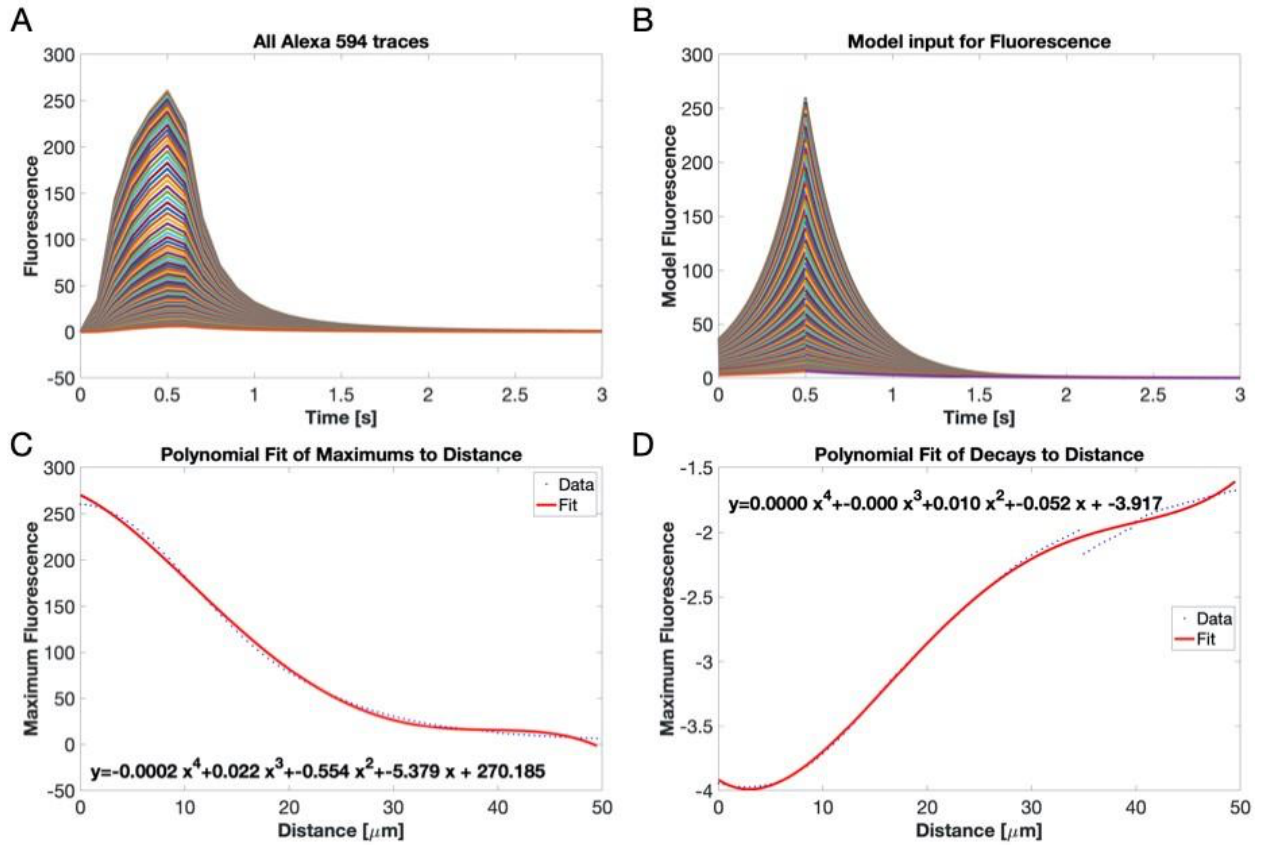 A
All Alexa 594 traces
300
250
200
150
100
50
0
-50
0
0.5
1
1.5
2
2.5
3
Fluorescence
Time [s]
B
Model input for Fluorescence
300
250
200
150
100
50
0
0
0.5
1
1.5
2
2.5
3
Model Fluorescence
Time [s]
C
Polynomial Fit of Maximums to Distance
300
250
200
150
100
50
0
-50
0
10
20
30
40
50
Maximum Fluorescence
Distance [μm]
Data
Fit
y=-0.0002 x^4+0.022 x^3+-0.554 x^2+-5.379 x + 270.185
D
Polynomial Fit of Decays to Distance
-1.5
-2
-2.5
-3
-3.5
-4
0
10
20
30
40
50
Maximum Fluorescence
Distance [μm]
y=0.0000 x^4+-0.000 x^3+0.010 x^2+-0.052 x + -3.917
Data
Fit